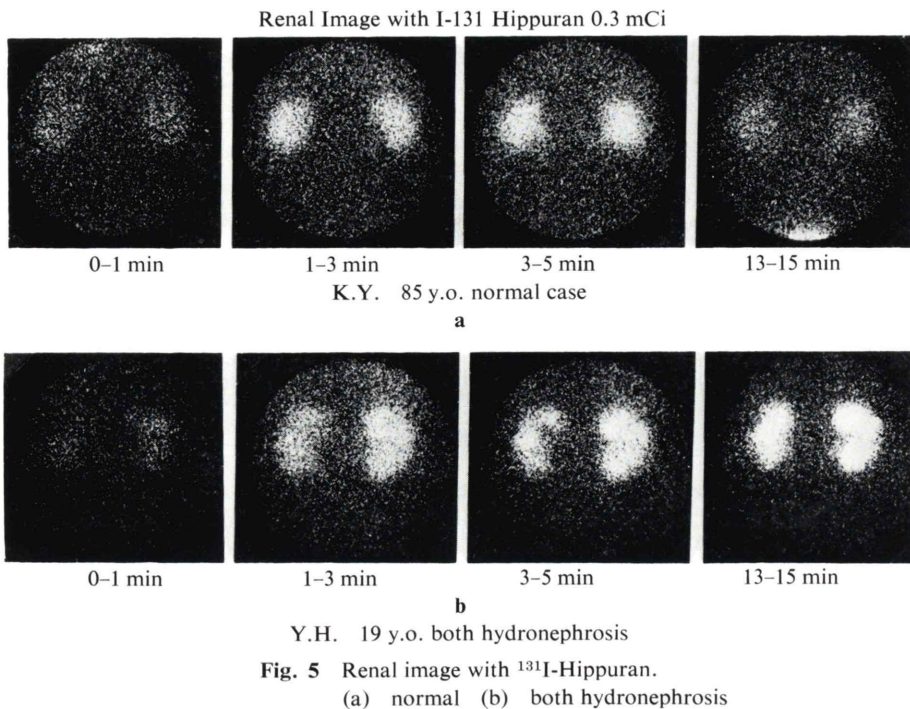 Renal Image with I-131 Hippuran 0.3 mCi
0–1 min 1–3 min 3–5 min 13–15 min
K.Y. 85 y.o. normal case
a
0–1 min 1–3 min 3–5 min 13–15 min
b
Y.H. 19 y.o. both hydronephrosis
Fig. 5 Renal image with ¹³¹I-Hippuran.
(a) normal (b) both hydronephrosis